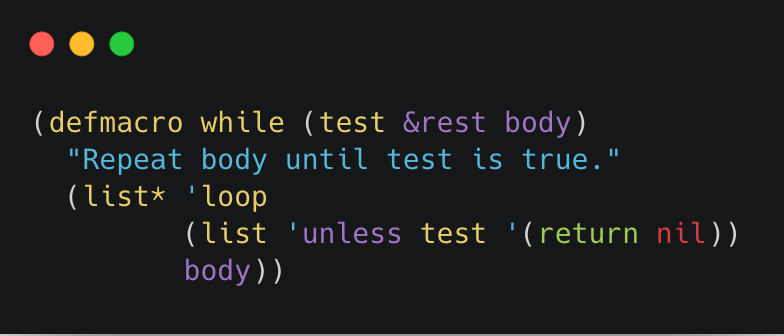 (defmacro while (test &rest body)
  "Repeat body until test is true."
  (list* 'loop
         (list 'unless test '(return nil))
         body))